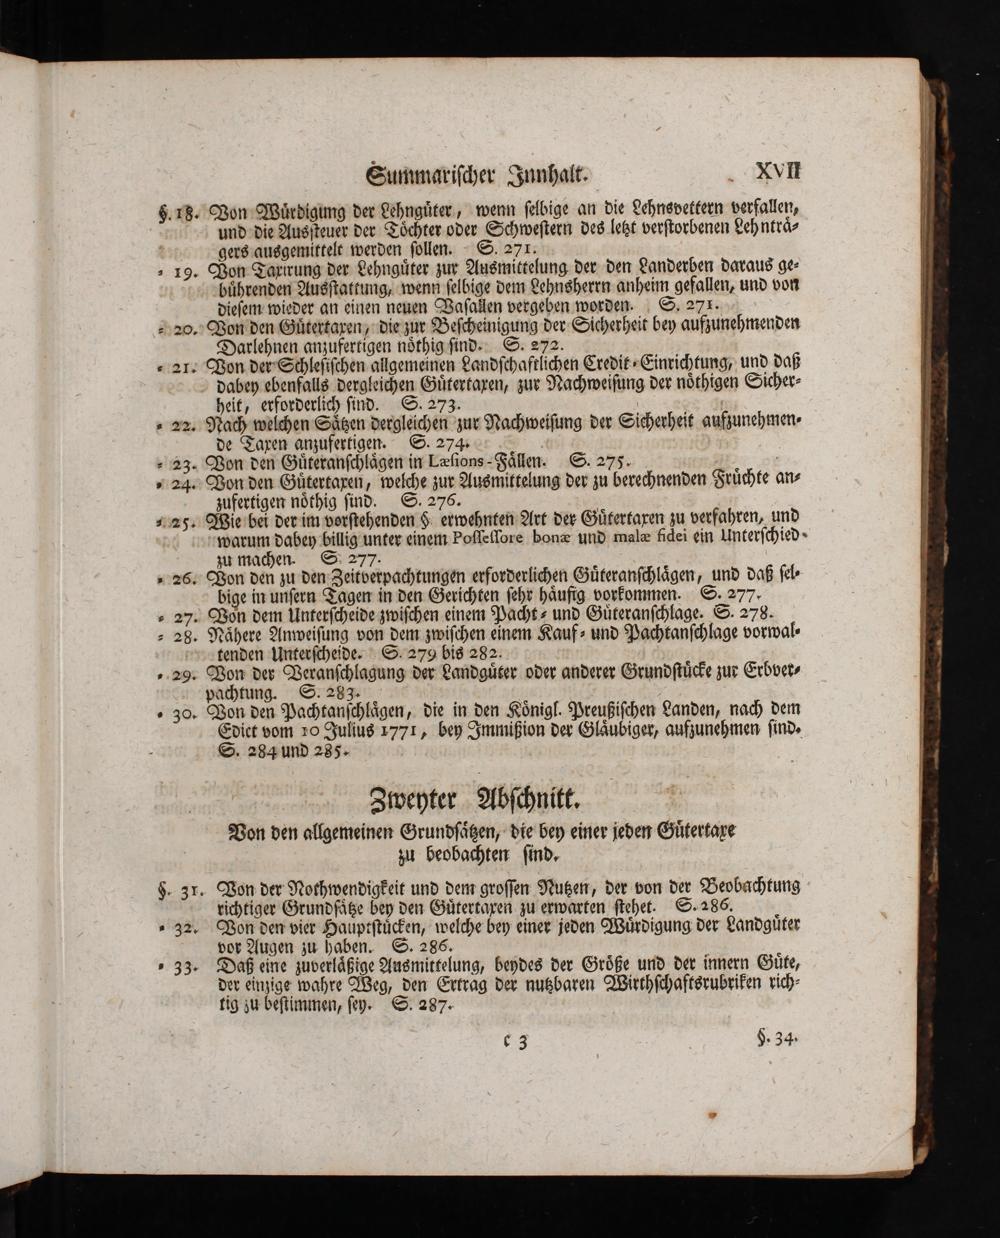 Summarischer Innhalt. XVII
§. 18. Von Würdigung der Lehngüter, wenn selbige an die Lehnsvettern verfallen,
und die Aussteuer der Töchter oder Schwestern des letzt verstorbenen Lehnträ-
gers ausgemittelt werden sollen. S. 271.
- 19. Von Taxirung der Lehngüter zur Ausmittelung der den Landerben daraus ge-
bührenden Ausstattung, wenn selbige dem Lehnsherrn anheim gefallen, und von
diesem wieder an einen neuen Vasallen vergeben worden. S. 271.
- 20. Von den Gütertaxen, die zur Bescheinigung der Sicherheit bey aufzunehmenden
Darlehnen anzufertigen nöthig sind. S. 272.
- 21. Von der Schlesischen allgemeinen Landschaftlichen Credit-Einrichtung, und daß
dabey ebenfalls dergleichen Gütertaxen, zur Nachweisung der nöthigen Sicher-
heit, erforderlich sind. S. 273.
- 22. Nach welchen Sätzen dergleichen zur Nachweisung der Sicherheit aufzunehmen-
de Taxen anzufertigen. S. 274.
- 23. Von den Güteranschlägen in Læsions-Fällen. S. 275.
- 24. Von den Gütertaxen, welche zur Ausmittelung der zu berechnenden Früchte an-
zufertigen nöthig sind. S. 276.
- 25. Wie bei der im vorstehenden § erwehnten Art der Gütertaxen zu verfahren, und
warum dabey billig unter einem Possessore bonæ und malæ fidei ein Unterschied
zu machen. S. 277.
- 26. Von den zu den Zeitverpachtungen erforderlichen Güteranschlägen, und daß sel-
bige in unsern Tagen in den Gerichten sehr häufig vorkommen. S. 277.
- 27. Von dem Unterscheide zwischen einem Pacht- und Güteranschlage. S. 278.
- 28. Nähere Anweisung von dem zwischen einem Kauf- und Pachtanschlage vorwal-
tenden Unterscheide. S. 279 bis 282.
- 29. Von der Veranschlagung der Landgüter oder anderer Grundstücke zur Erbver-
pachtung. S. 283.
- 30. Von den Pachtanschlägen, die in den Königl. Preußischen Landen, nach dem
Edict vom 10 Julius 1771, bey Immißion der Gläubiger, aufzunehmen sind.
S. 284 und 285.
Zweyter Abschnitt.
Von den allgemeinen Grundsätzen, die bey einer jeden Gütertaxe
zu beobachten sind.
§. 31. Von der Nothwendigkeit und dem grossen Nutzen, der von der Beobachtung
richtiger Grundsätze bey den Gütertaxen zu erwarten stehet. S. 286.
- 32. Von den vier Hauptstücken, welche bey einer jeden Würdigung der Landgüter
vor Augen zu haben. S. 286.
- 33. Daß eine zuverläßige Ausmittelung, beydes der Größe und der innern Güte,
der einzige wahre Weg, den Ertrag der nutzbaren Wirthschaftsrubriken rich-
tig zu bestimmen, sey. S. 287.
c 3 §. 34.